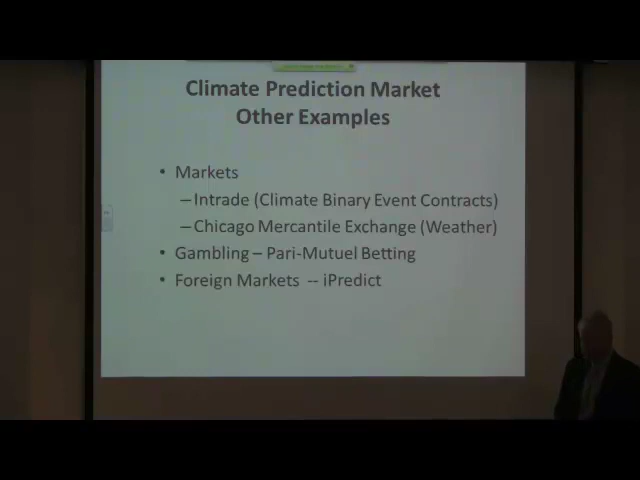 Climate Prediction Market
Other Examples
• Markets
–Intrade (Climate Binary Event Contracts)
–Chicago Mercantile Exchange (Weather)
• Gambling – Pari-Mutuel Betting
• Foreign Markets -- iPredict